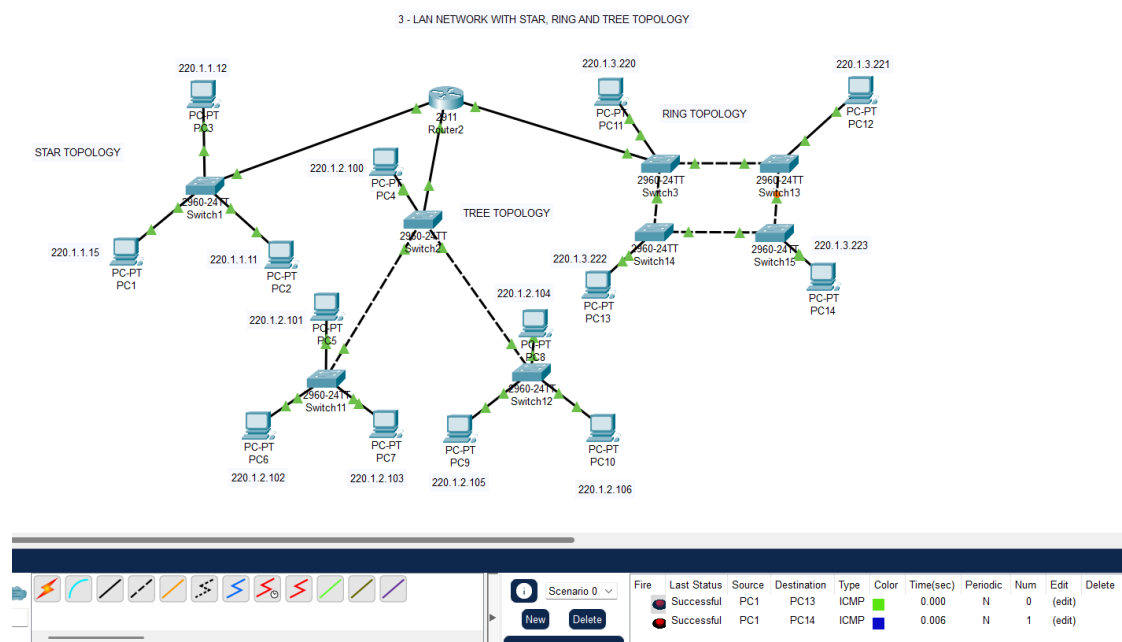 3 - LAN NETWORK WITH STAR, RING AND TREE TOPOLOGY
220.1.1.12
PC-PT
PC3
STAR TOPOLOGY
2960-24TT
Switch1
220.1.1.15
PC-PT
PC1
220.1.1.11
PC-PT
PC2
2911
Router2
220.1.2.100
PC-PT
PC4
TREE TOPOLOGY
2960-24TT
Switch2
220.1.2.101
PC-PT
PC5
2960-24TT
Switch11
PC-PT
PC6
220.1.2.102
PC-PT
PC7
220.1.2.103
220.1.2.104
PC-PT
PC8
2960-24TT
Switch12
PC-PT
PC9
220.1.2.105
PC-PT
PC10
220.1.2.106
220.1.3.220
PC-PT
PC11
RING TOPOLOGY
220.1.3.221
PC-PT
PC12
2960-24TT
Switch3
2960-24TT
Switch13
2960-24TT
Switch14
2960-24TT
Switch15
220.1.3.222
PC-PT
PC13
220.1.3.223
PC-PT
PC14
Scenario 0
New Delete
Fire Last Status Source Destination Type Color Time(sec) Periodic Num Edit Delete
Successful PC1 PC13 ICMP 0.000 N 0 (edit)
Successful PC1 PC14 ICMP 0.006 N 1 (edit)